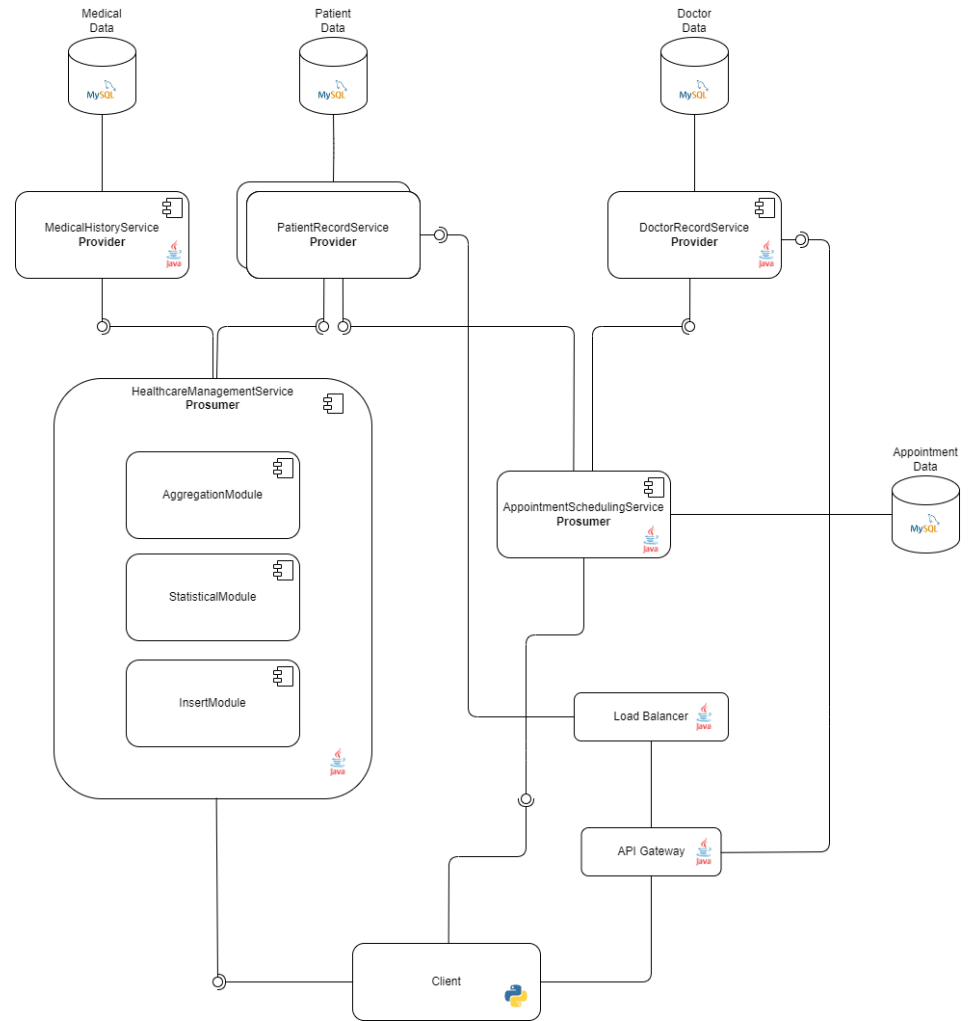 Medical
Data
Patient
Data
Doctor
Data
MySQL
MySQL
MySQL
MedicalHistoryService
Provider
Java
PatientRecordService
Provider
DoctorRecordService
Provider
Java
HealthcareManagementService
Prosumer
AggregationModule
StatisticalModule
InsertModule
Java
Appointment
Data
MySQL
AppointmentSchedulingService
Prosumer
Java
Load Balancer
Java
API Gateway
Java
Client